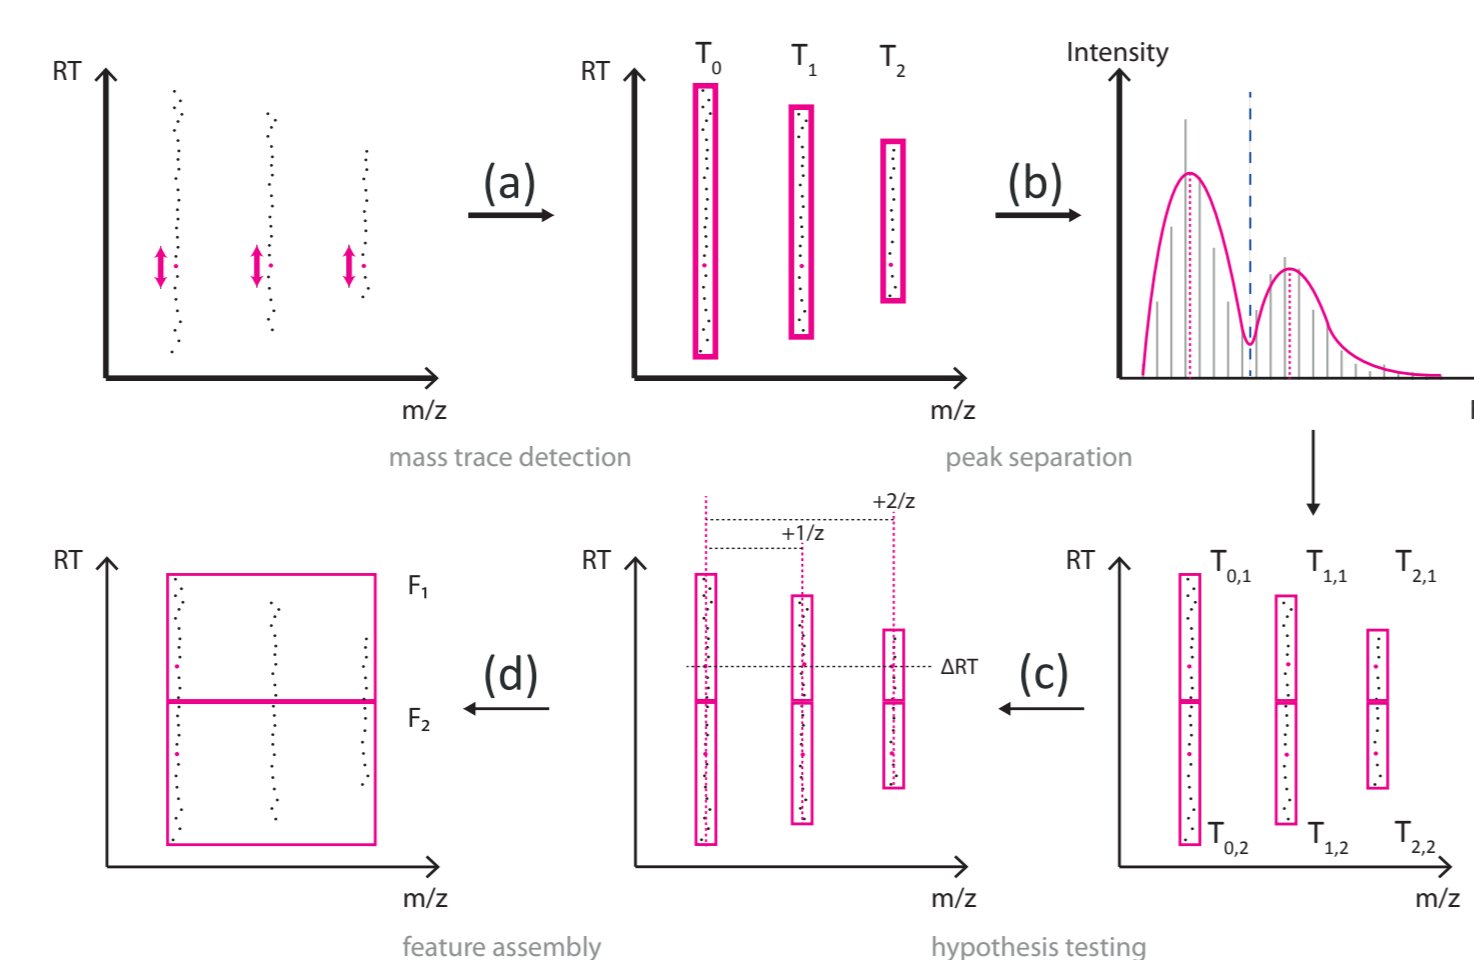 RT
m/z
(a)
mass trace detection
RT
T0
T1
T2
m/z
(b)
peak separation
Intensity
RT
T0,1
T1,1
T2,1
T0,2
T1,2
T2,2
m/z
(c)
hypothesis testing
RT
+2/z
+1/z
ΔRT
m/z
(d)
feature assembly
RT
F1
F2
m/z